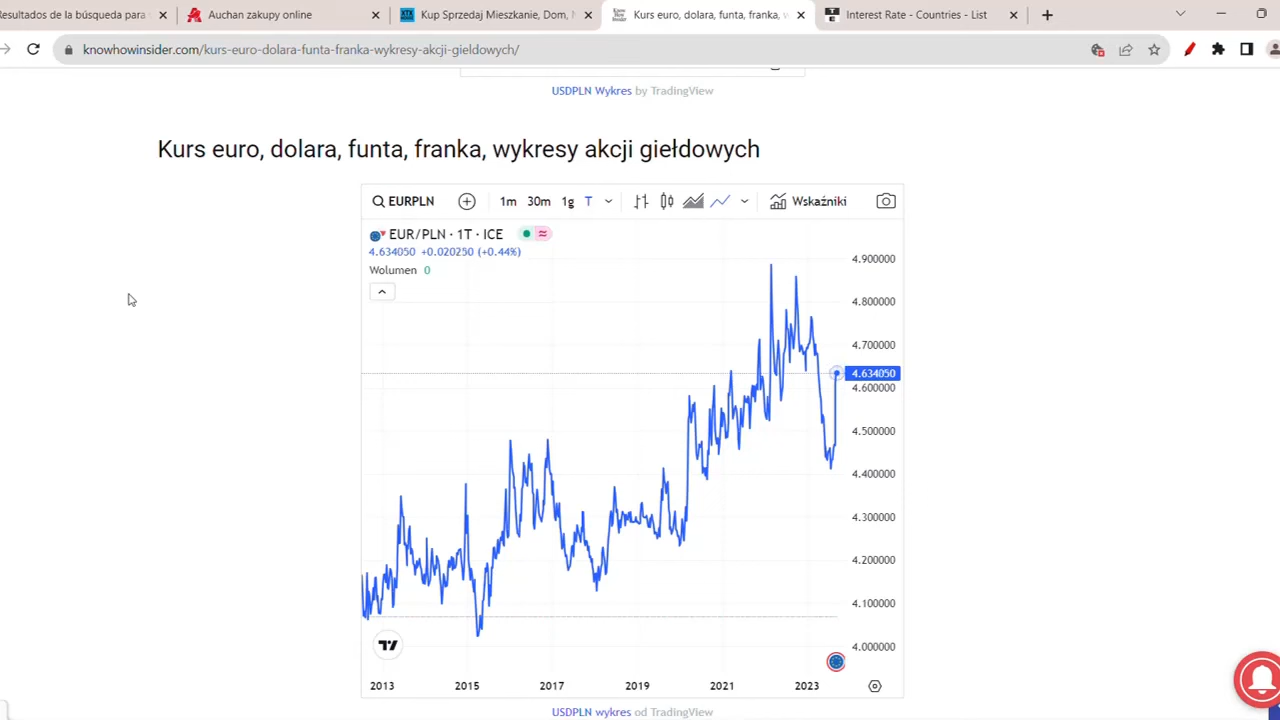 Resultados de la búsqueda para
Auchan zakupy online
Kup Sprzedaj Mieszkanie, Dom,
Kurs euro, dolara, funta, franka, w
Interest Rate - Countries - List
knowhowinsider.com/kurs-euro-dolara-funta-franka-wykresy-akcji-gieldowych/
USDPLN Wykres by TradingView
Kurs euro, dolara, funta, franka, wykresy akcji giełdowych
EURPLN 1m 30m 1g T Wskaźniki
EUR/PLN · 1T · ICE
4.634050 +0.020250 (+0.44%)
Wolumen 0
4.900000
4.800000
4.700000
4.634050
4.600000
4.500000
4.400000
4.300000
4.200000
4.100000
4.000000
2013 2015 2017 2019 2021 2023
USDPLN wykres od TradingView